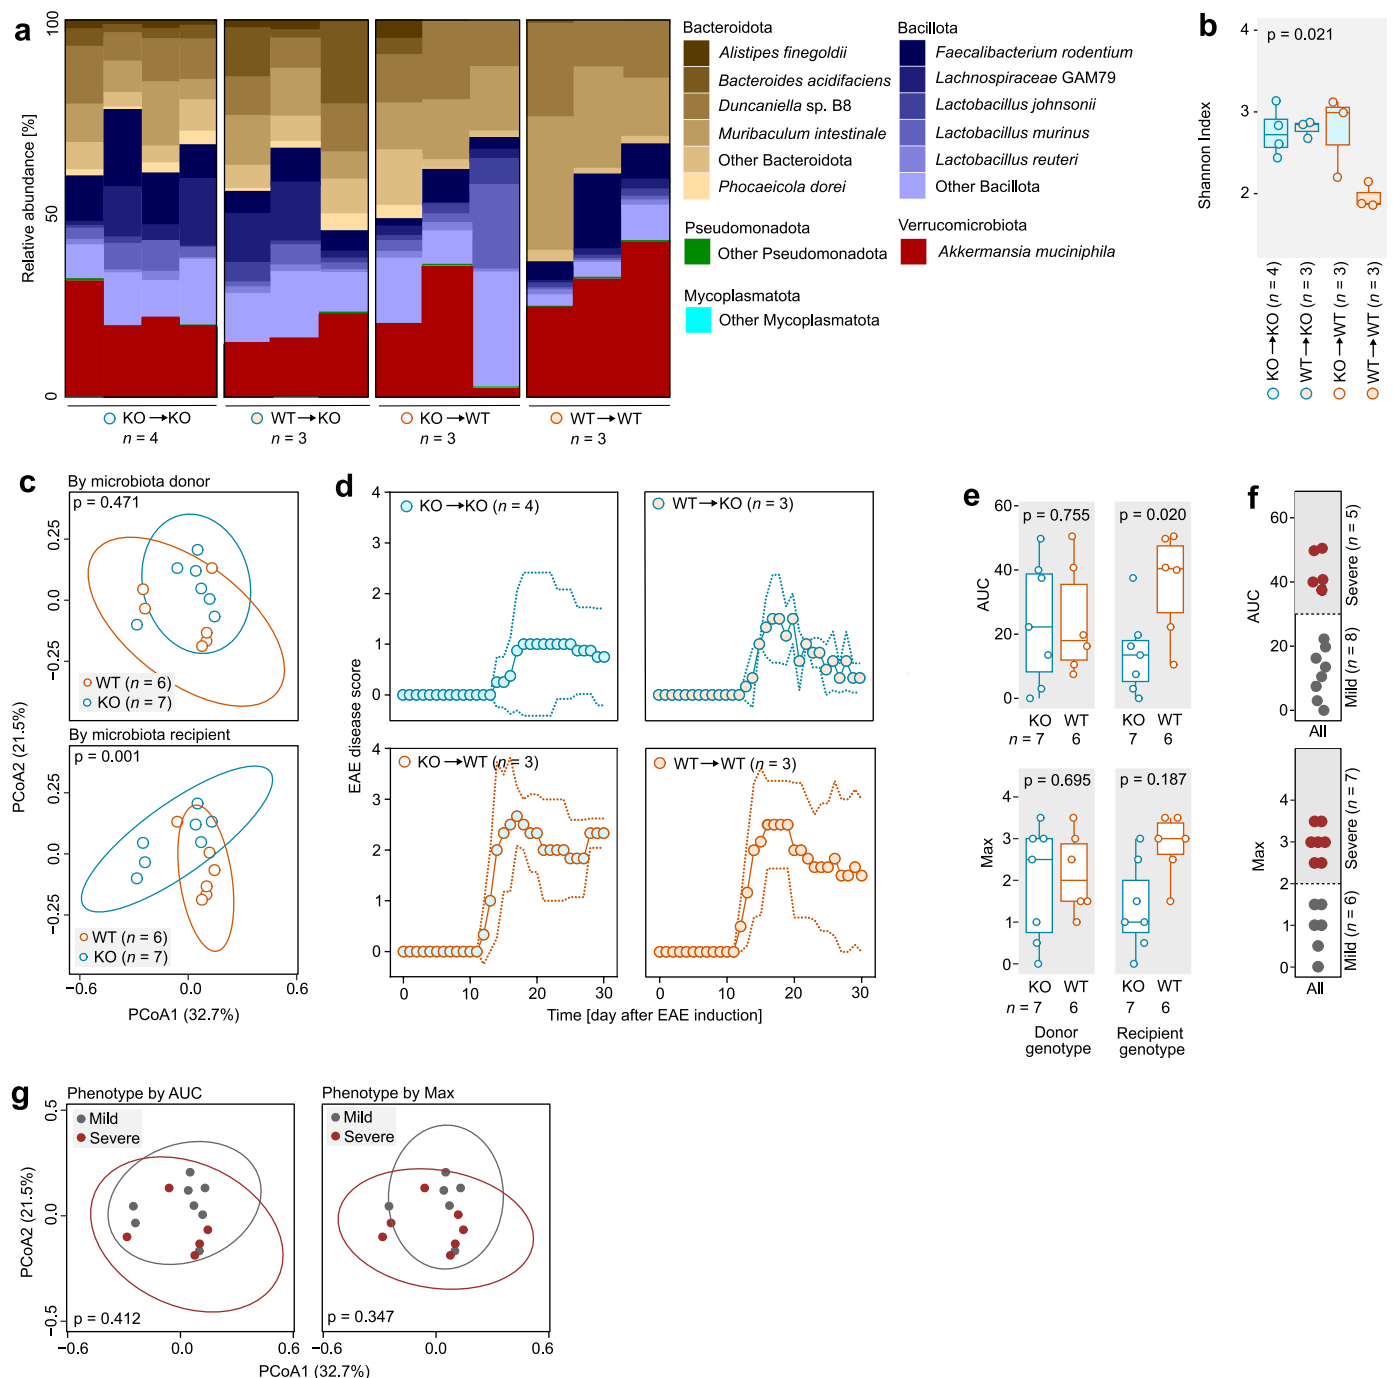 a
100
50
0
Relative abundance [%]
KO→KO
n = 4
WT→KO
n = 3
KO→WT
n = 3
WT→WT
n = 3
Bacteroidota
Alistipes finegoldii
Bacteroides acidifaciens
Duncaniella sp. B8
Muribaculum intestinale
Other Bacteroidota
Phocaeicola dorei
Pseudomonadota
Other Pseudomonadota
Mycoplasmatota
Other Mycoplasmatota
Bacillota
Faecalibacterium rodentium
Lachnospiraceae GAM79
Lactobacillus johnsonii
Lactobacillus murinus
Lactobacillus reuteri
Other Bacillota
Verrucomicrobiota
Akkermansia muciniphila
b
p = 0.021
4
3
2
Shannon Index
KO→KO (n = 4)
WT→KO (n = 3)
KO→WT (n = 3)
WT→WT (n = 3)
c
By microbiota donor
p = 0.471
0.25
0.0
−0.25
WT (n = 6)
KO (n = 7)
By microbiota recipient
p = 0.001
0.25
0.0
−0.25
WT (n = 6)
KO (n = 7)
−0.6
0.0
0.6
PCoA1 (32.7%)
PCoA2 (21.5%)
d
KO→KO (n = 4)
WT→KO (n = 3)
KO→WT (n = 3)
WT→WT (n = 3)
4
3
2
1
0
4
3
2
1
0
EAE disease score
0
10
20
30
0
10
20
30
Time [day after EAE induction]
e
60
40
20
0
AUC
p = 0.755
p = 0.020
KO
WT
KO
WT
n = 7
6
7
6
4
3
2
1
0
Max
p = 0.695
p = 0.187
KO
WT
KO
WT
n = 7
6
7
6
Donor
genotype
Recipient
genotype
f
60
40
20
0
AUC
Mild (n = 8)
Severe (n = 5)
All
4
3
2
1
0
Max
Mild (n = 6)
Severe (n = 7)
All
g
Phenotype by AUC
Mild
Severe
p = 0.412
Phenotype by Max
Mild
Severe
p = 0.347
0.5
0.0
−0.5
PCoA2 (21.5%)
−0.6
0.0
0.6
−0.6
0.0
0.6
PCoA1 (32.7%)